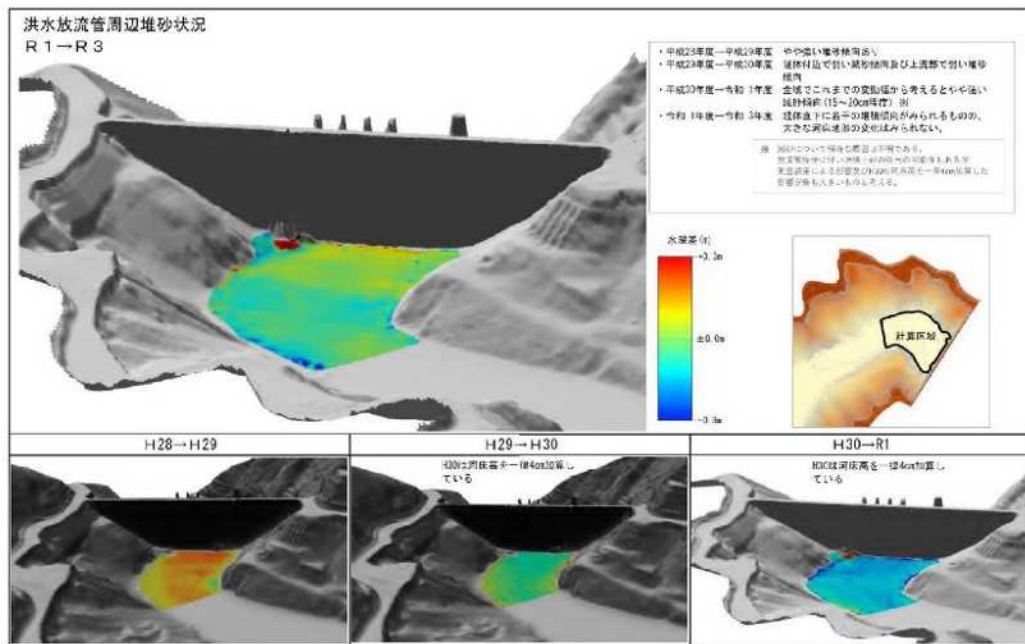 洪水放流管周辺堆砂状況
R1→R3
・平成28年度→平成29年度 やや強い堆砂傾向あり
・平成29年度→平成30年度 堤体付近で弱い減砂傾向及び上流部で弱い堆砂
傾向
・平成30年度→令和 1年度 全域でこれまでの変動幅から考えるとやや強い
減砂傾向(15~20cm程度) ※
・令和 1年度→令和 3年度 堤体直下に若干の堆積傾向がみられるものの、
大きな河床地形の変化はみられない。
水深差(m)
+0.3m
±0.0m
-0.3m
計算区域
H28→H29
H29→H30
H30→R1
H30は河床高を一律4cm加算し
ている
H30は河床高を一律4cm加算し
ている